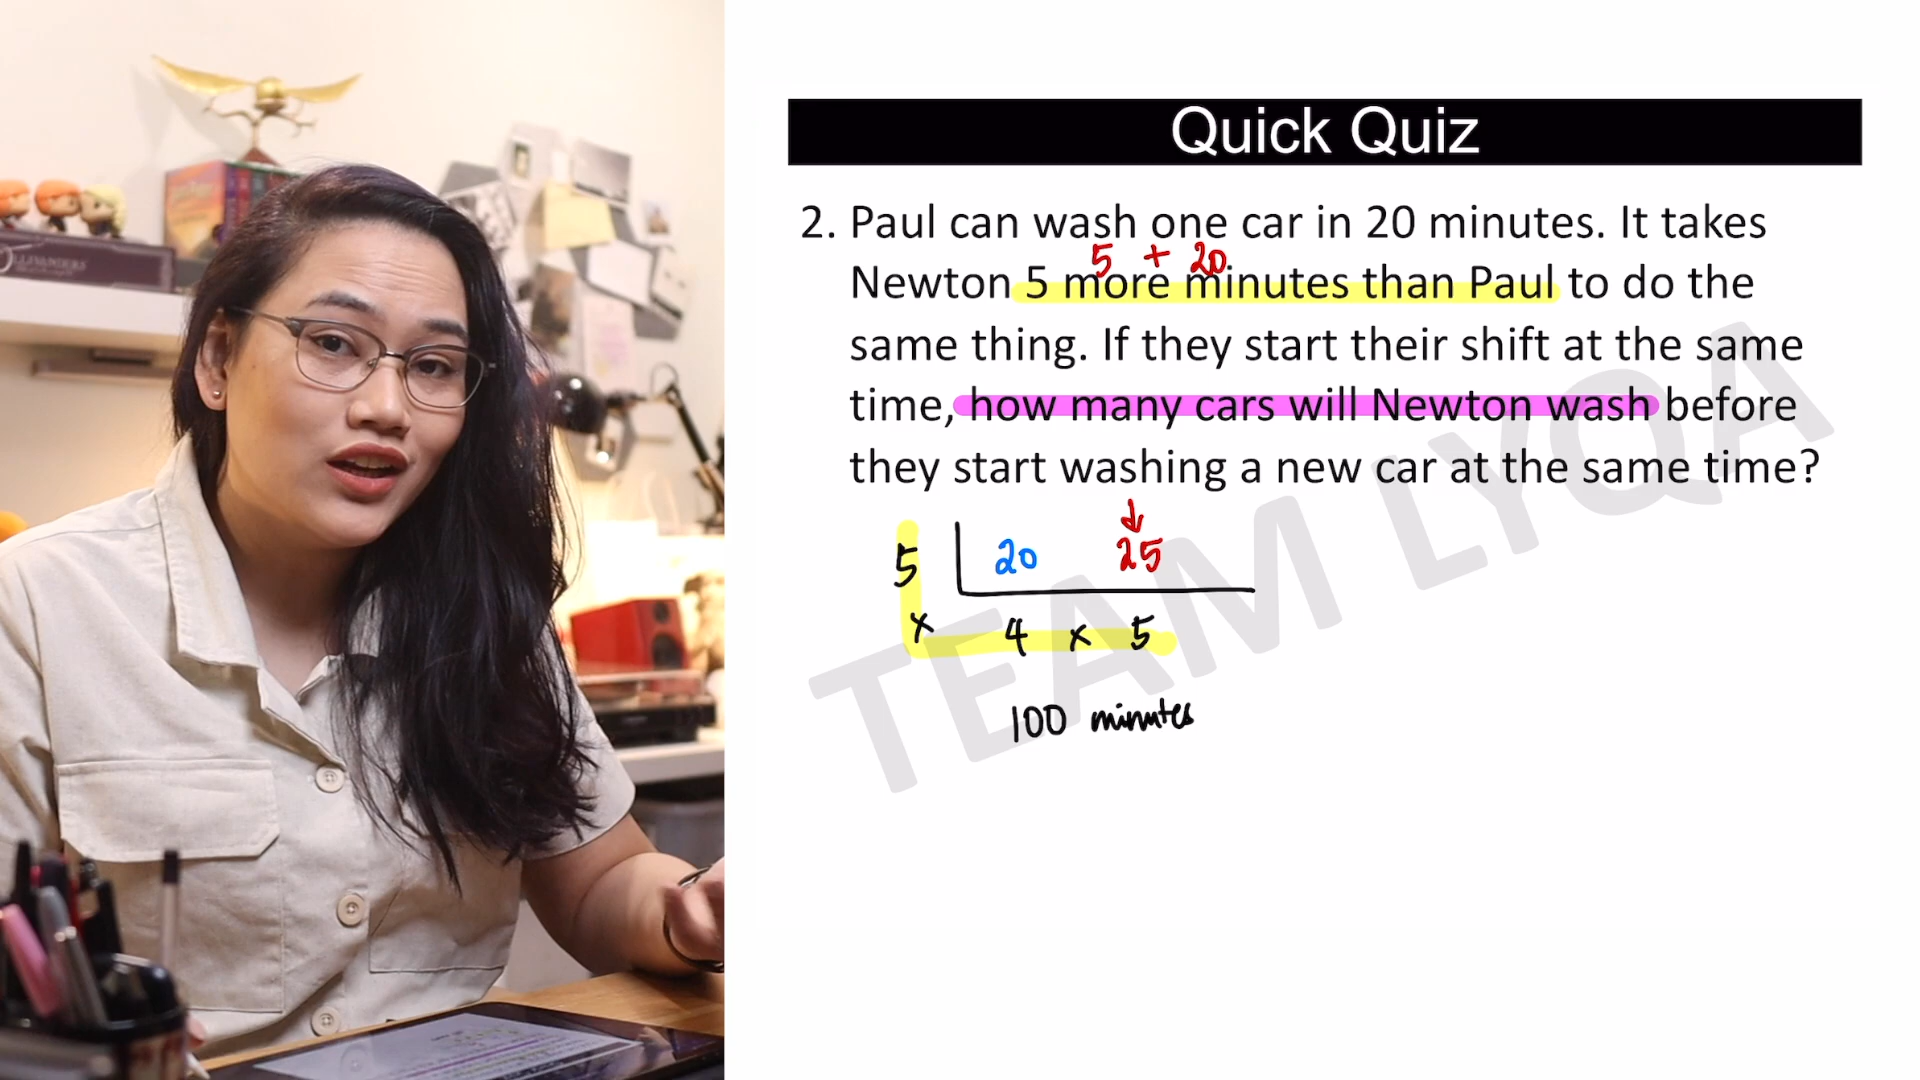 OLLIVANDERS
Quick Quiz
2. Paul can wash one car in 20 minutes. It takes
5 + 20
Newton 5 more minutes than Paul to do the
same thing. If they start their shift at the same
time, how many cars will Newton wash before
they start washing a new car at the same time?
5 20 25
x 4 x 5
100 minutes
TEAM LYQA